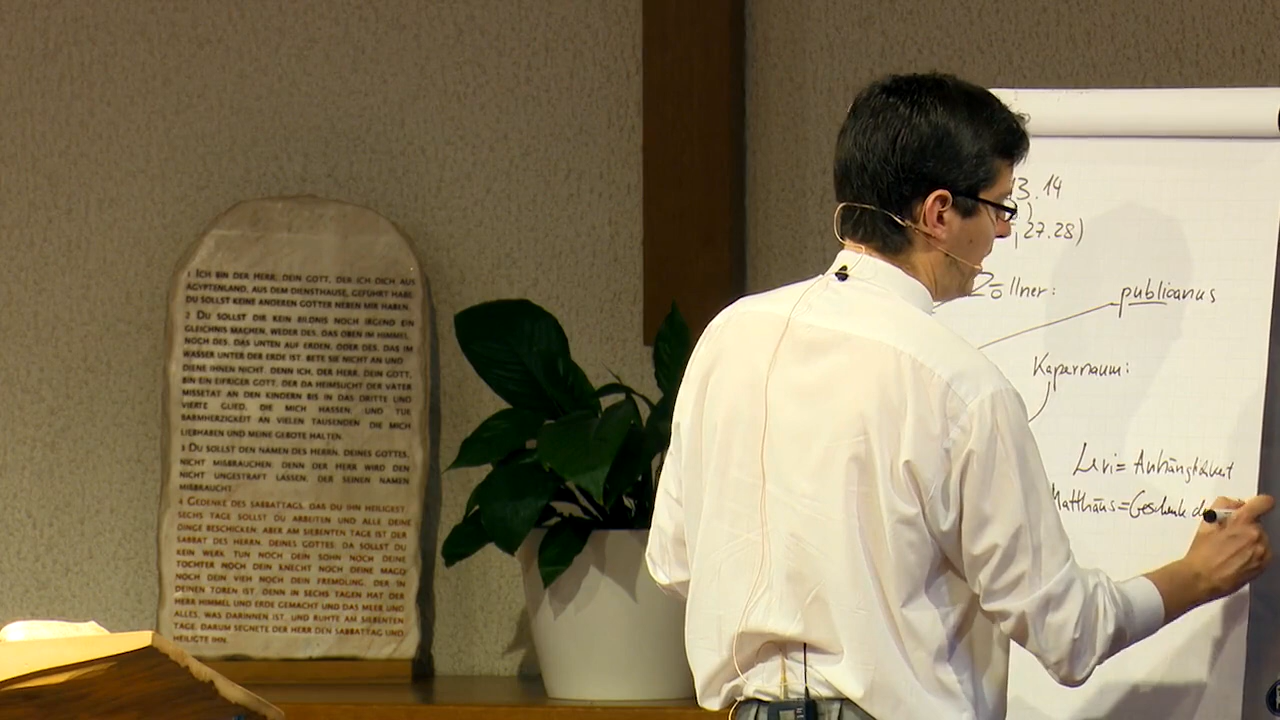 1 ICH BIN DER HERR, DEIN GOTT, DER ICH DICH AUS
ÄGYPTENLAND, AUS DEM DIENSTHAUSE, GEFÜHRT HABE.
DU SOLLST KEINE ANDEREN GÖTTER NEBEN MIR HABEN.
2 DU SOLLST DIR KEIN BILDNIS NOCH IRGEND EIN
GLEICHNIS MACHEN, WEDER DES, DAS OBEN IM HIMMEL,
NOCH DES, DAS UNTEN AUF ERDEN, ODER DES, DAS IM
WASSER UNTER DER ERDE IST. BETE SIE NICHT AN UND
DIENE IHNEN NICHT. DENN ICH, DER HERR, DEIN GOTT,
BIN EIN EIFRIGER GOTT, DER DA HEIMSUCHT DER VÄTER
MISSETAT AN DEN KINDERN BIS IN DAS DRITTE UND
VIERTE GLIED, DIE MICH HASSEN, UND TUE
BARMHERZIGKEIT AN VIELEN TAUSENDEN DIE MICH
LIEBHABEN UND MEINE GEBOTE HALTEN.
3 DU SOLLST DEN NAMEN DES HERRN, DEINES GOTTES,
NICHT MIßBRAUCHEN. DENN DER HERR WIRD DEN
NICHT UNGESTRAFT LASSEN, DER SEINEN NAMEN
MIßBRAUCHT.
4 GEDENKE DES SABBATTAGS, DAß DU IHN HEILIGEST.
SECHS TAGE SOLLST DU ARBEITEN UND ALLE DEINE
DINGE BESCHICKEN; ABER AM SIEBENTEN TAGE IST DER
SABBAT DES HERRN, DEINES GOTTES; DA SOLLST DU
KEIN WERK TUN NOCH DEIN SOHN NOCH DEINE
TOCHTER NOCH DEIN KNECHT NOCH DEINE MAGD
NOCH DEIN VIEH NOCH DEIN FREMDLING, DER IN
DEINEN TOREN IST. DENN IN SECHS TAGEN HAT DER
HERR HIMMEL UND ERDE GEMACHT UND DAS MEER UND
ALLES, WAS DARINNEN IST, UND RUHTE AM SIEBENTEN
TAGE. DARUM SEGNETE DER HERR DEN SABBATTAG UND
HEILIGTE IHN.
13.14
27.28)
Zöllner:
publicanus
Kapernaum:
Levi = Anhänglichkeit
Matthäus = Geschenk de